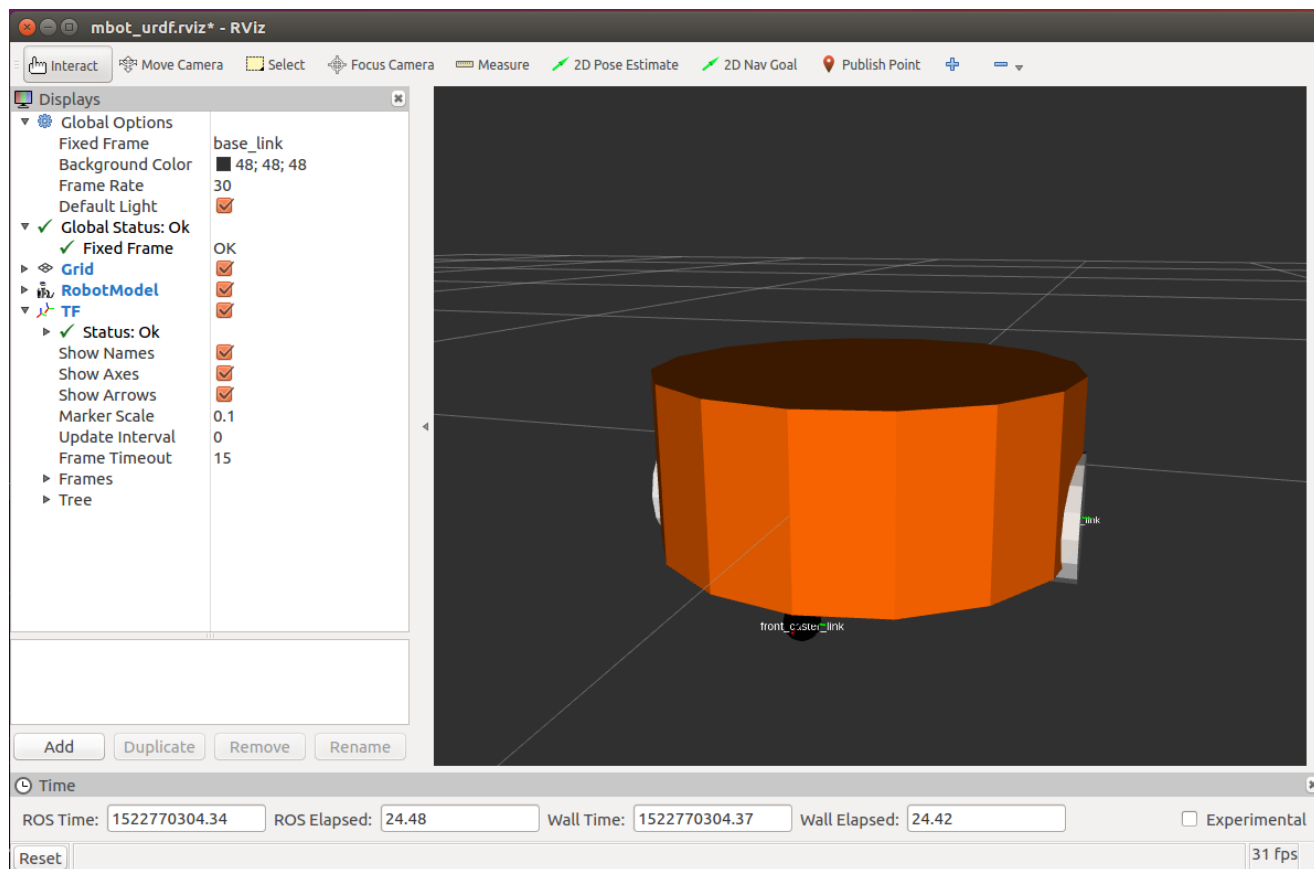 mbot_urdf.rviz* - RViz
Interact Move Camera Select Focus Camera Measure 2D Pose Estimate 2D Nav Goal Publish Point
Displays
Global Options
Fixed Frame base_link
Background Color 48; 48; 48
Frame Rate 30
Default Light
Global Status: Ok
Fixed Frame OK
Grid
RobotModel
TF
Status: Ok
Show Names
Show Axes
Show Arrows
Marker Scale 0.1
Update Interval 0
Frame Timeout 15
Frames
Tree
_link
front_caster_link
Add Duplicate Remove Rename
Time
ROS Time: 1522770304.34 ROS Elapsed: 24.48 Wall Time: 1522770304.37 Wall Elapsed: 24.42 Experimental
Reset 31 fps